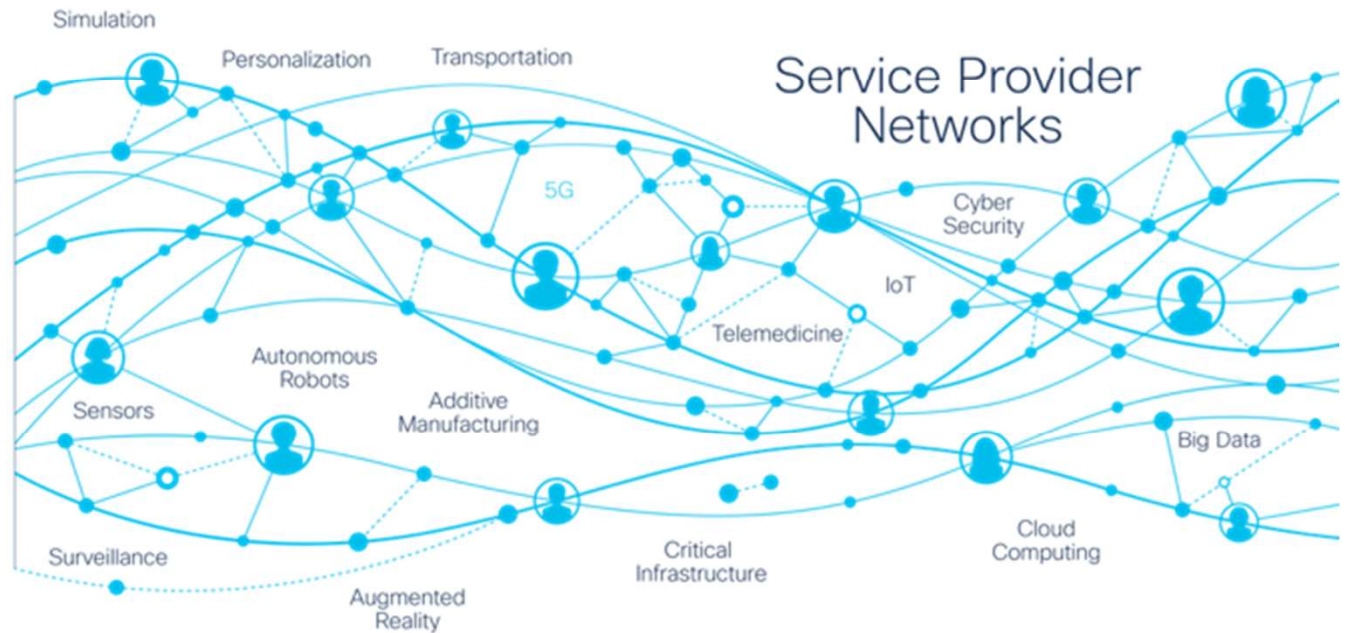 Simulation
Personalization
Transportation
Service Provider
Networks
5G
Cyber
Security
IoT
Telemedicine
Autonomous
Robots
Sensors
Additive
Manufacturing
Big Data
Surveillance
Critical
Infrastructure
Cloud
Computing
Augmented
Reality